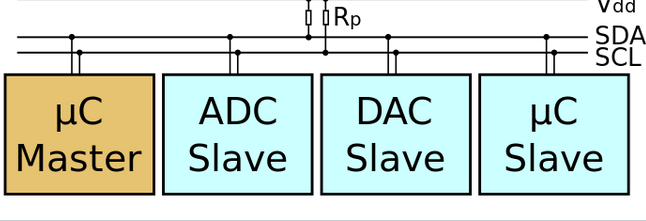 Vdd
Rp
SDA
SCL
µC
Master
ADC
Slave
DAC
Slave
µC
Slave